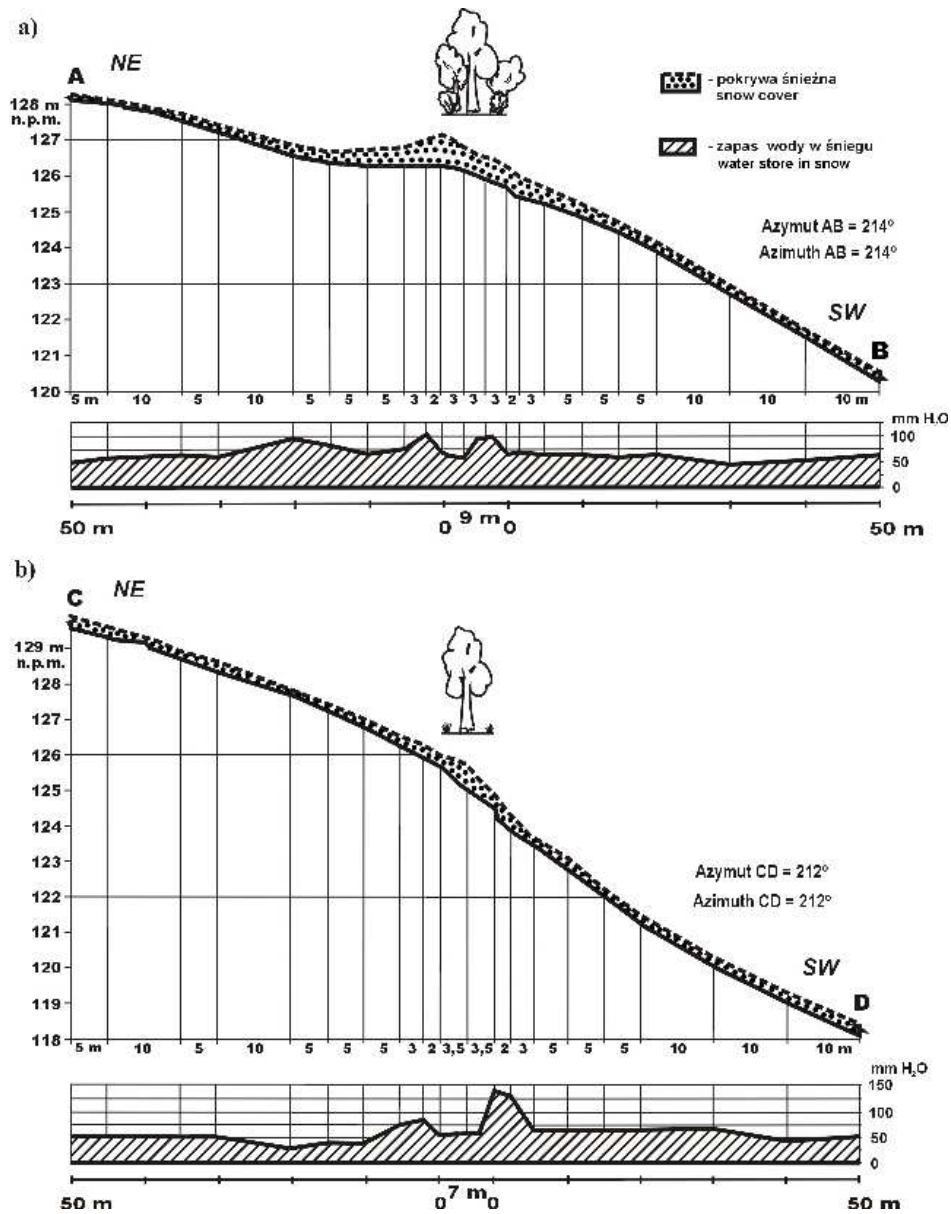 a)
NE
A
128 m
n.p.m.
127
126
125
124
123
122
121
120
- pokrywa śnieżna
snow cover
- zapas wody w śniegu
water store in snow
Azymut AB = 214°
Azimuth AB = 214°
SW
B
5 m 10 5 10 5 5 5 3 2 3 3 3 2 3 5 5 5 10 10 10 m
mm H₂O
100
50
0
50 m 0 9 m 0 50 m
b)
NE
C
129 m
n.p.m.
128
127
126
125
124
123
122
121
120
119
118
Azymut CD = 212°
Azimuth CD = 212°
SW
D
5 m 10 5 10 5 5 5 3 2 3,5 3,5 2 3 5 5 5 10 10 10 m
mm H₂O
150
100
50
0
50 m 0 7 m 0 50 m